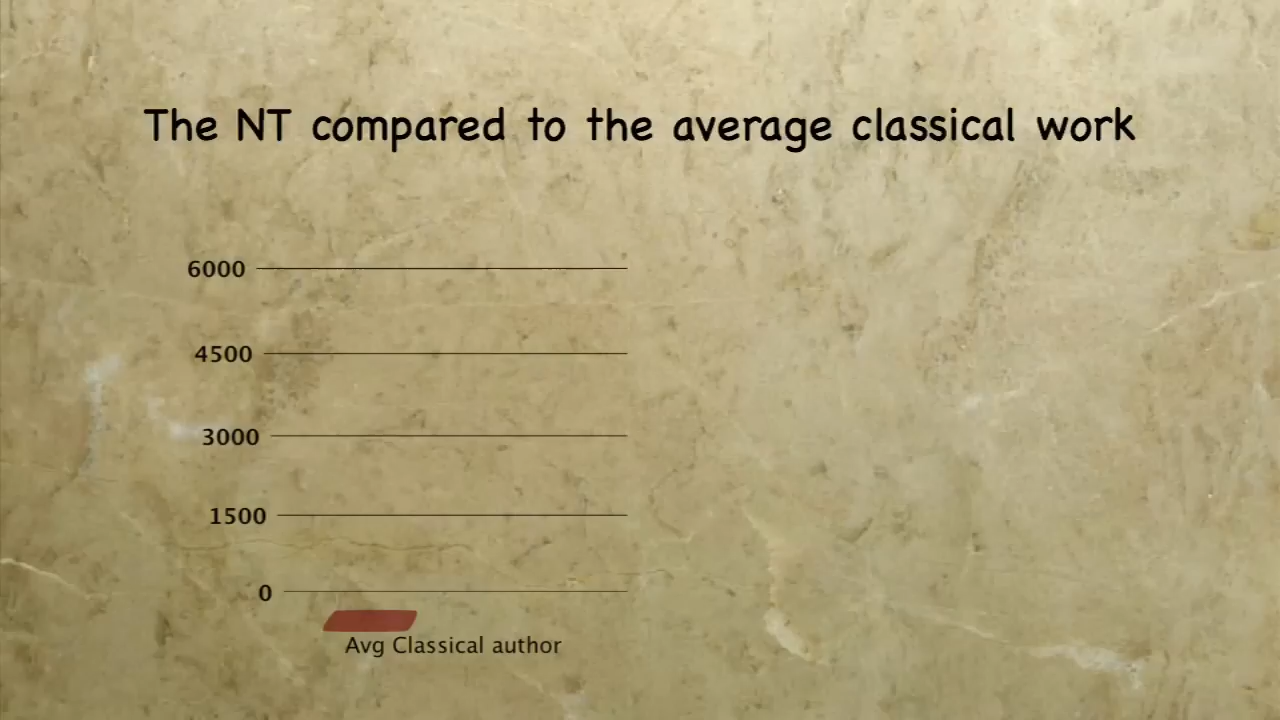 The NT compared to the average classical work
6000
4500
3000
1500
0
Avg Classical author